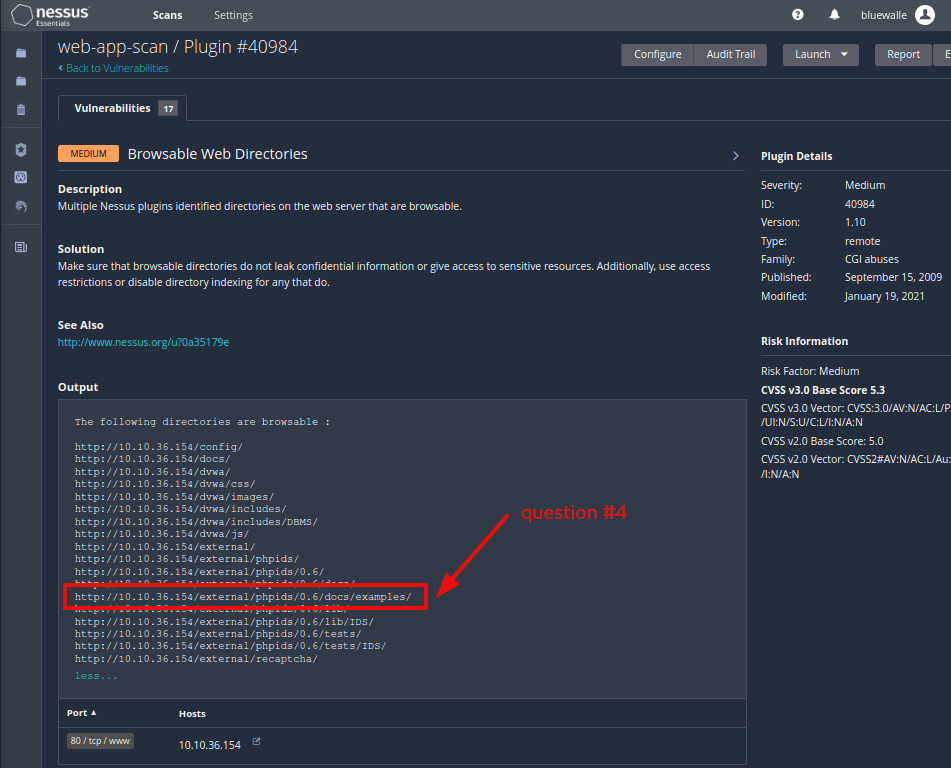 nessus
Essentials
Scans
Settings
bluewalle
web-app-scan / Plugin #40984
Back to Vulnerabilities
Configure
Audit Trail
Launch
Report
Vulnerabilities 17
MEDIUM
Browsable Web Directories
Description
Multiple Nessus plugins identified directories on the web server that are browsable.
Solution
Make sure that browsable directories do not leak confidential information or give access to sensitive resources. Additionally, use access
restrictions or disable directory indexing for any that do.
See Also
http://www.nessus.org/u?0a35179e
Output
The following directories are browsable :
http://10.10.36.154/config/
http://10.10.36.154/docs/
http://10.10.36.154/dvwa/
http://10.10.36.154/dvwa/css/
http://10.10.36.154/dvwa/images/
http://10.10.36.154/dvwa/includes/
http://10.10.36.154/dvwa/includes/DBMS/
http://10.10.36.154/dvwa/js/
http://10.10.36.154/external/
http://10.10.36.154/external/phpids/
http://10.10.36.154/external/phpids/0.6/
http://10.10.36.154/external/phpids/0.6/docs/
http://10.10.36.154/external/phpids/0.6/docs/examples/
http://10.10.36.154/external/phpids/0.6/lib/
http://10.10.36.154/external/phpids/0.6/lib/IDS/
http://10.10.36.154/external/phpids/0.6/tests/
http://10.10.36.154/external/phpids/0.6/tests/IDS/
http://10.10.36.154/external/recaptcha/
less...
question #4
Port ▲
Hosts
80 / tcp / www
10.10.36.154
Plugin Details
Severity: Medium
ID: 40984
Version: 1.10
Type: remote
Family: CGI abuses
Published: September 15, 2009
Modified: January 19, 2021
Risk Information
Risk Factor: Medium
CVSS v3.0 Base Score 5.3
CVSS v3.0 Vector: CVSS:3.0/AV:N/AC:L/P
/UI:N/S:U/C:L/I:N/A:N
CVSS v2.0 Base Score: 5.0
CVSS v2.0 Vector: CVSS2#AV:N/AC:L/Au:
/I:N/A:N